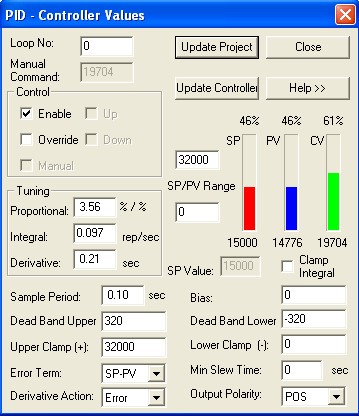 PID - Controller Values
Loop No: 0
Update Project
Close
Manual Command: 19704
Update Controller
Help >>
Control
Enable
Up
Override
Down
Manual
46% 46% 61%
SP PV CV
32000
SP/PV Range
0
15000 14776 19704
Tuning
Proportional: 3.56 % / %
Integral: 0.097 rep/sec
Derivative: 0.21 sec
SP Value: 15000
Clamp Integral
Sample Period: 0.10 sec
Bias: 0
Dead Band Upper 320
Dead Band Lower -320
Upper Clamp (+): 32000
Lower Clamp (-): 0
Error Term: SP-PV
Min Slew Time: 0 sec
Derivative Action: Error
Output Polarity: POS